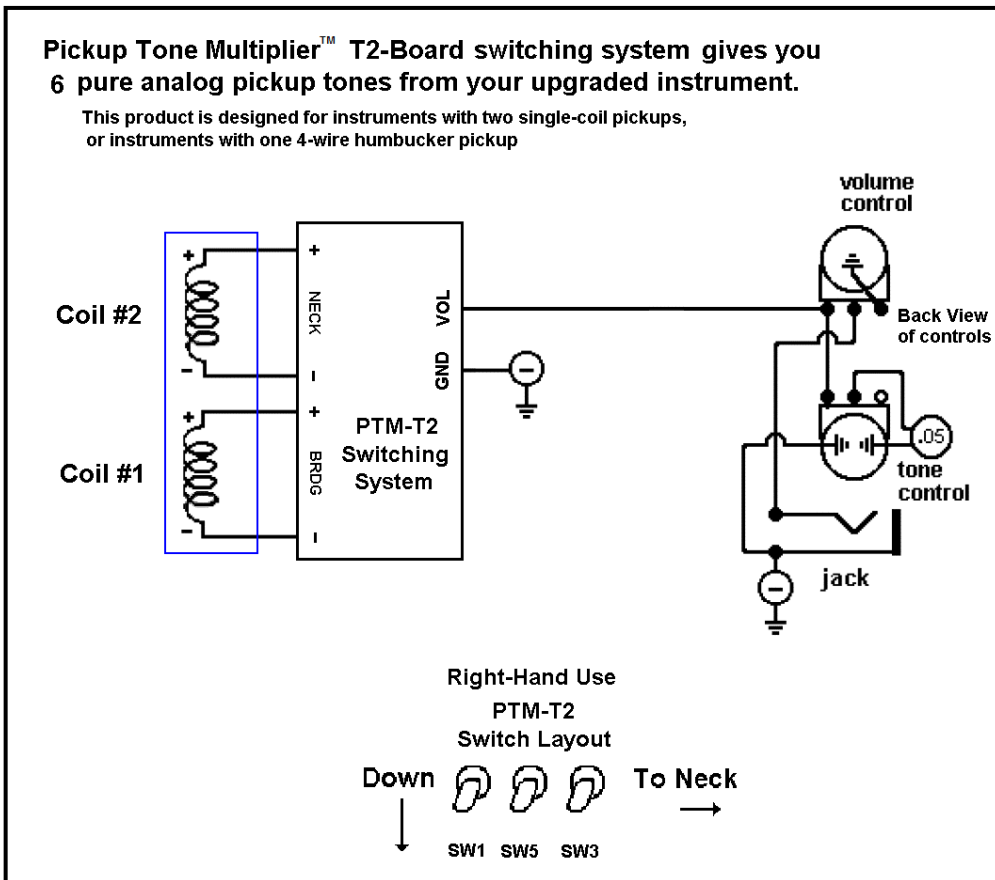 Pickup Tone Multiplier™ T2-Board switching system gives you
6 pure analog pickup tones from your upgraded instrument.
This product is designed for instruments with two single-coil pickups,
or instruments with one 4-wire humbucker pickup
volume
control
Coil #2
+
-
+
NECK
-
VOL
GND
-
Back View
of controls
Coil #1
+
-
+
BRDG
-
PTM-T2
Switching
System
.05
tone
control
jack
-
Right-Hand Use
PTM-T2
Switch Layout
Down
To Neck
SW1 SW5 SW3